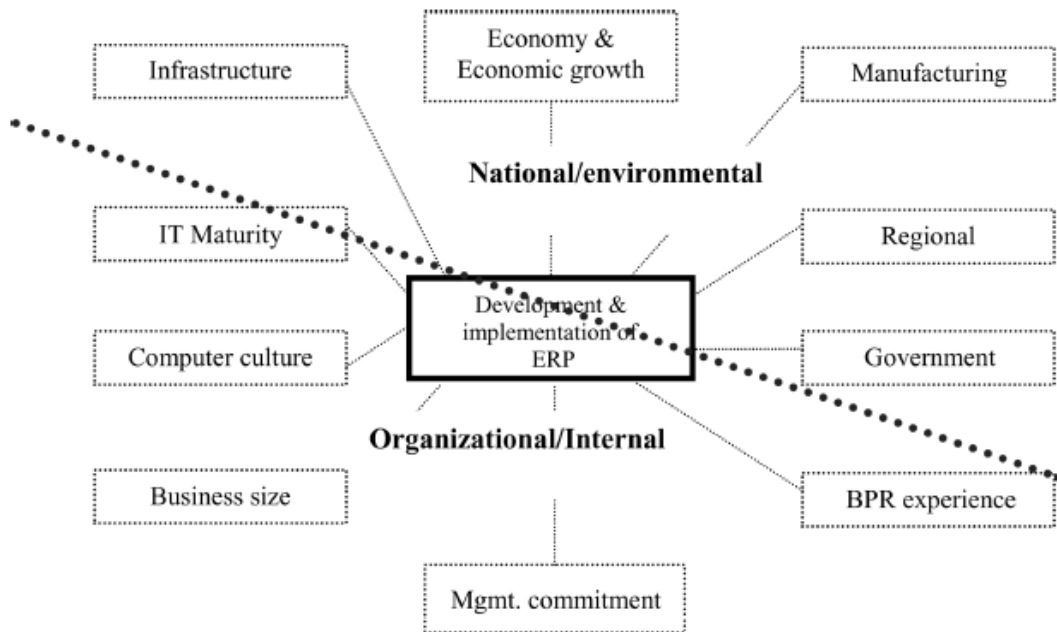 Economy &
Economic growth
Infrastructure
Manufacturing
National/environmental
IT Maturity
Regional
Development &
implementation of
ERP
Computer culture
Government
Organizational/Internal
Business size
BPR experience
Mgmt. commitment